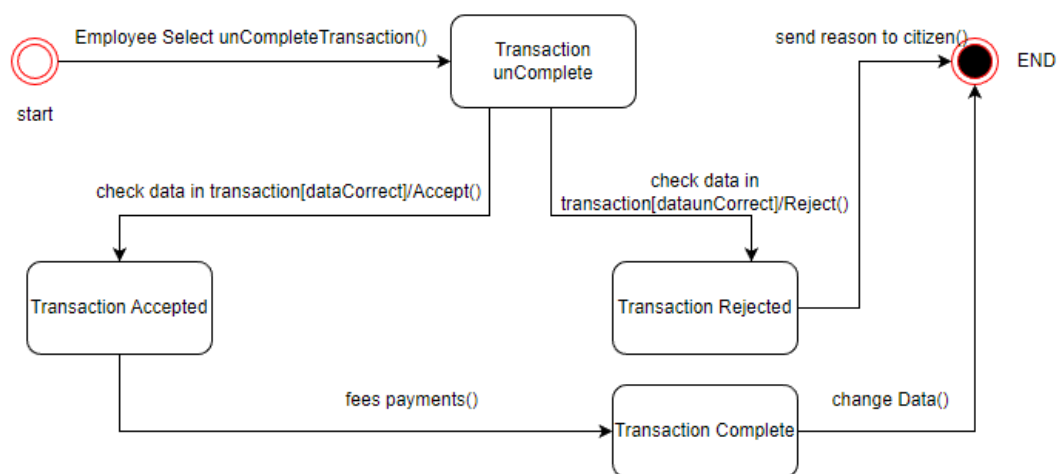 Employee Select unCompleteTransaction()
Transaction
unComplete
send reason to citizen()
END
start
check data in transaction[dataCorrect]/Accept()
check data in
transaction[dataunCorrect]/Reject()
Transaction Accepted
Transaction Rejected
fees payments()
change Data()
Transaction Complete